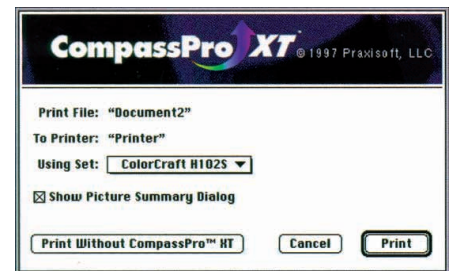 CompassPro XT © 1997 Praxisoft, LLC
Print File: "Document2"
To Printer: "Printer"
Using Set: ColorCraft H102S
Show Picture Summary Dialog
Print Without CompassPro™ XT Cancel Print